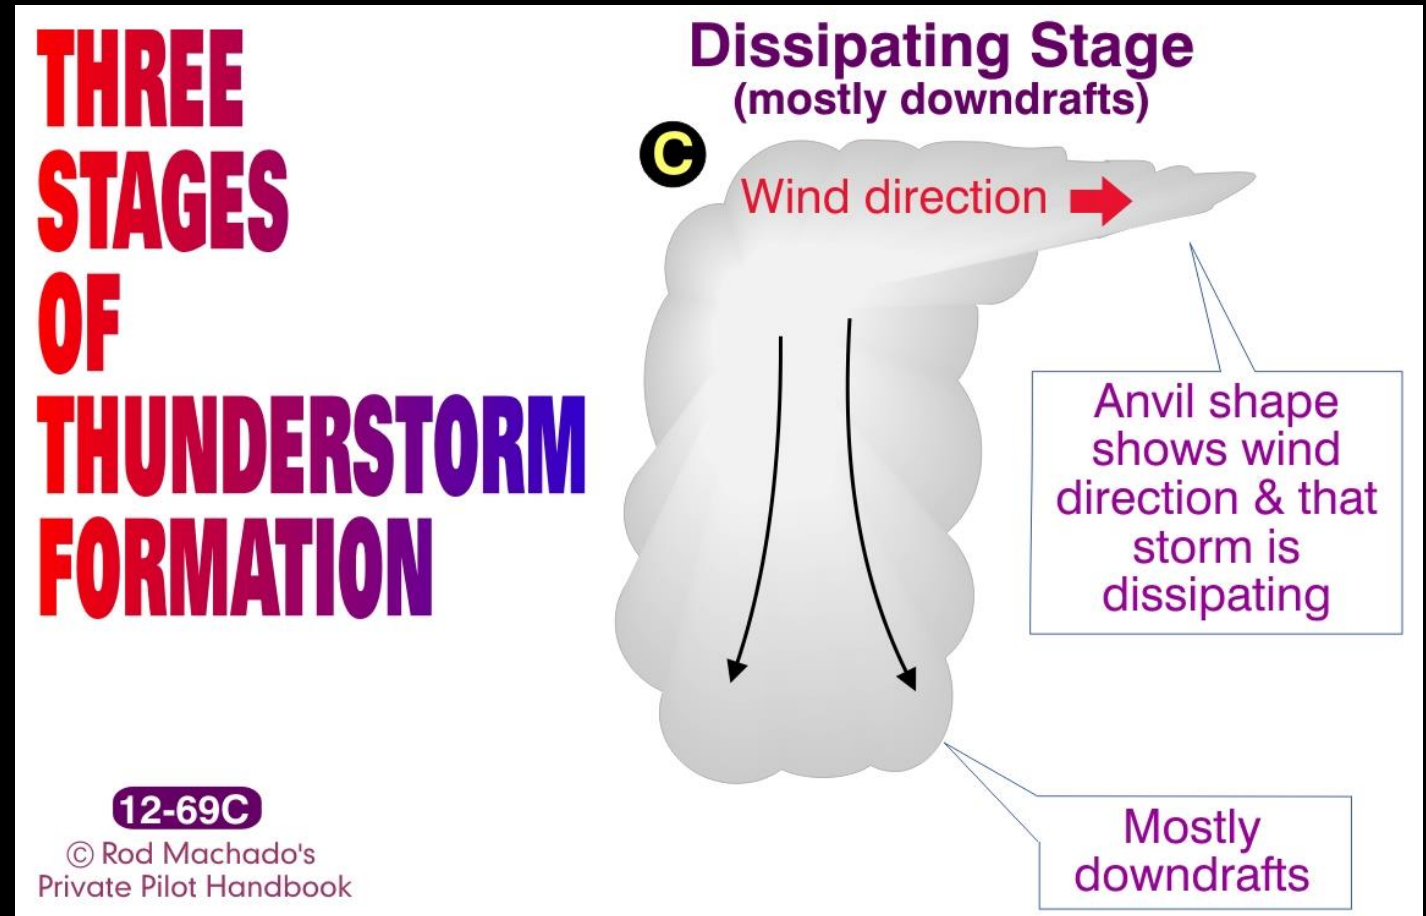 THREE
STAGES
OF
THUNDERSTORM
FORMATION
Dissipating Stage
(mostly downdrafts)
C
Wind direction
Anvil shape
shows wind
direction & that
storm is
dissipating
Mostly
downdrafts
12-69C
© Rod Machado's
Private Pilot Handbook